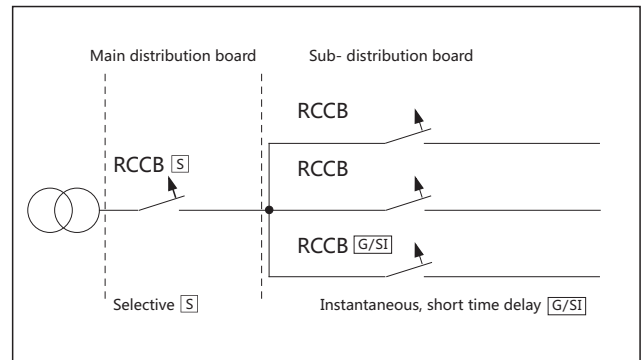 Main distribution board
Sub- distribution board
RCCB
RCCB S
RCCB
RCCB G/SI
Selective S
Instantaneous, short time delay G/SI